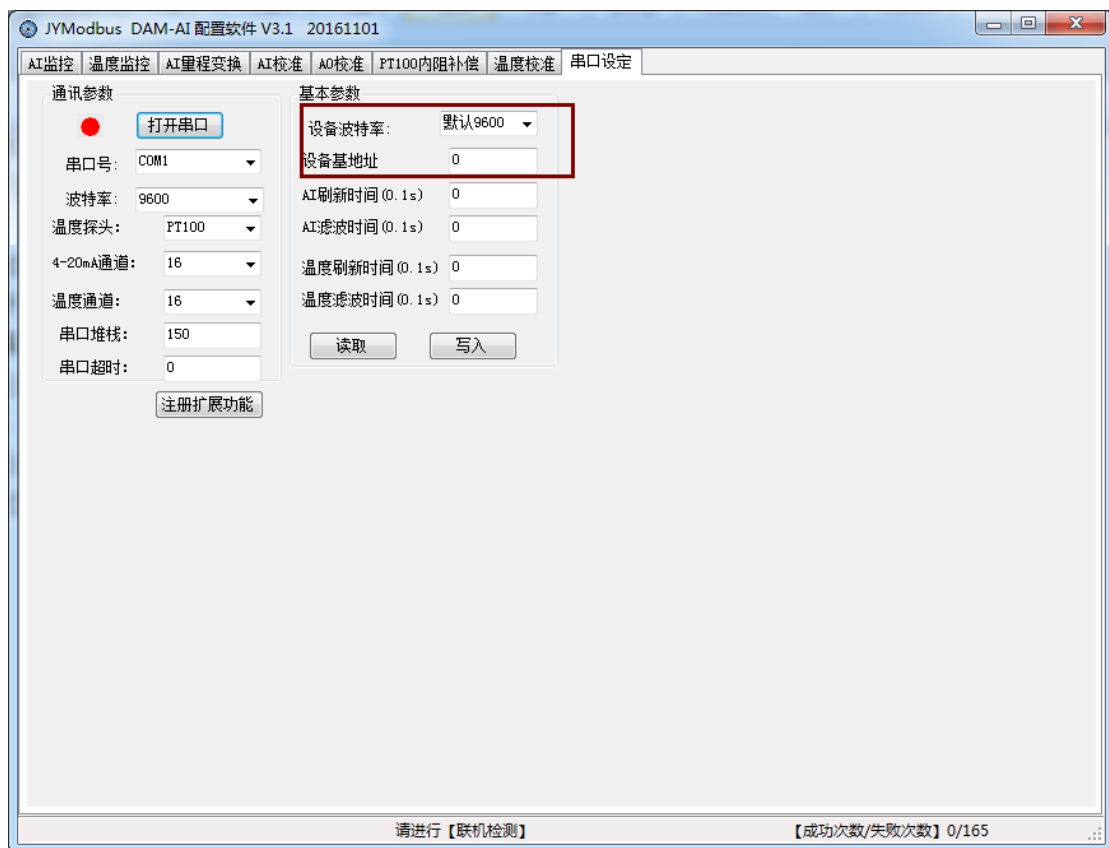 JYModbus DAM-AI 配置软件 V3.1 20161101
AI监控 温度监控 AI量程变换 AI校准 AO校准 PT100内阻补偿 温度校准 串口设定
通讯参数
打开串口
串口号: COM1
波特率: 9600
温度探头: PT100
4-20mA通道: 16
温度通道: 16
串口堆栈: 150
串口超时: 0
注册扩展功能
基本参数
设备波特率: 默认9600
设备基地址 0
AI刷新时间(0.1s) 0
AI滤波时间(0.1s) 0
温度刷新时间(0.1s) 0
温度滤波时间(0.1s) 0
读取 写入
请进行【联机检测】 【成功次数/失败次数】0/165